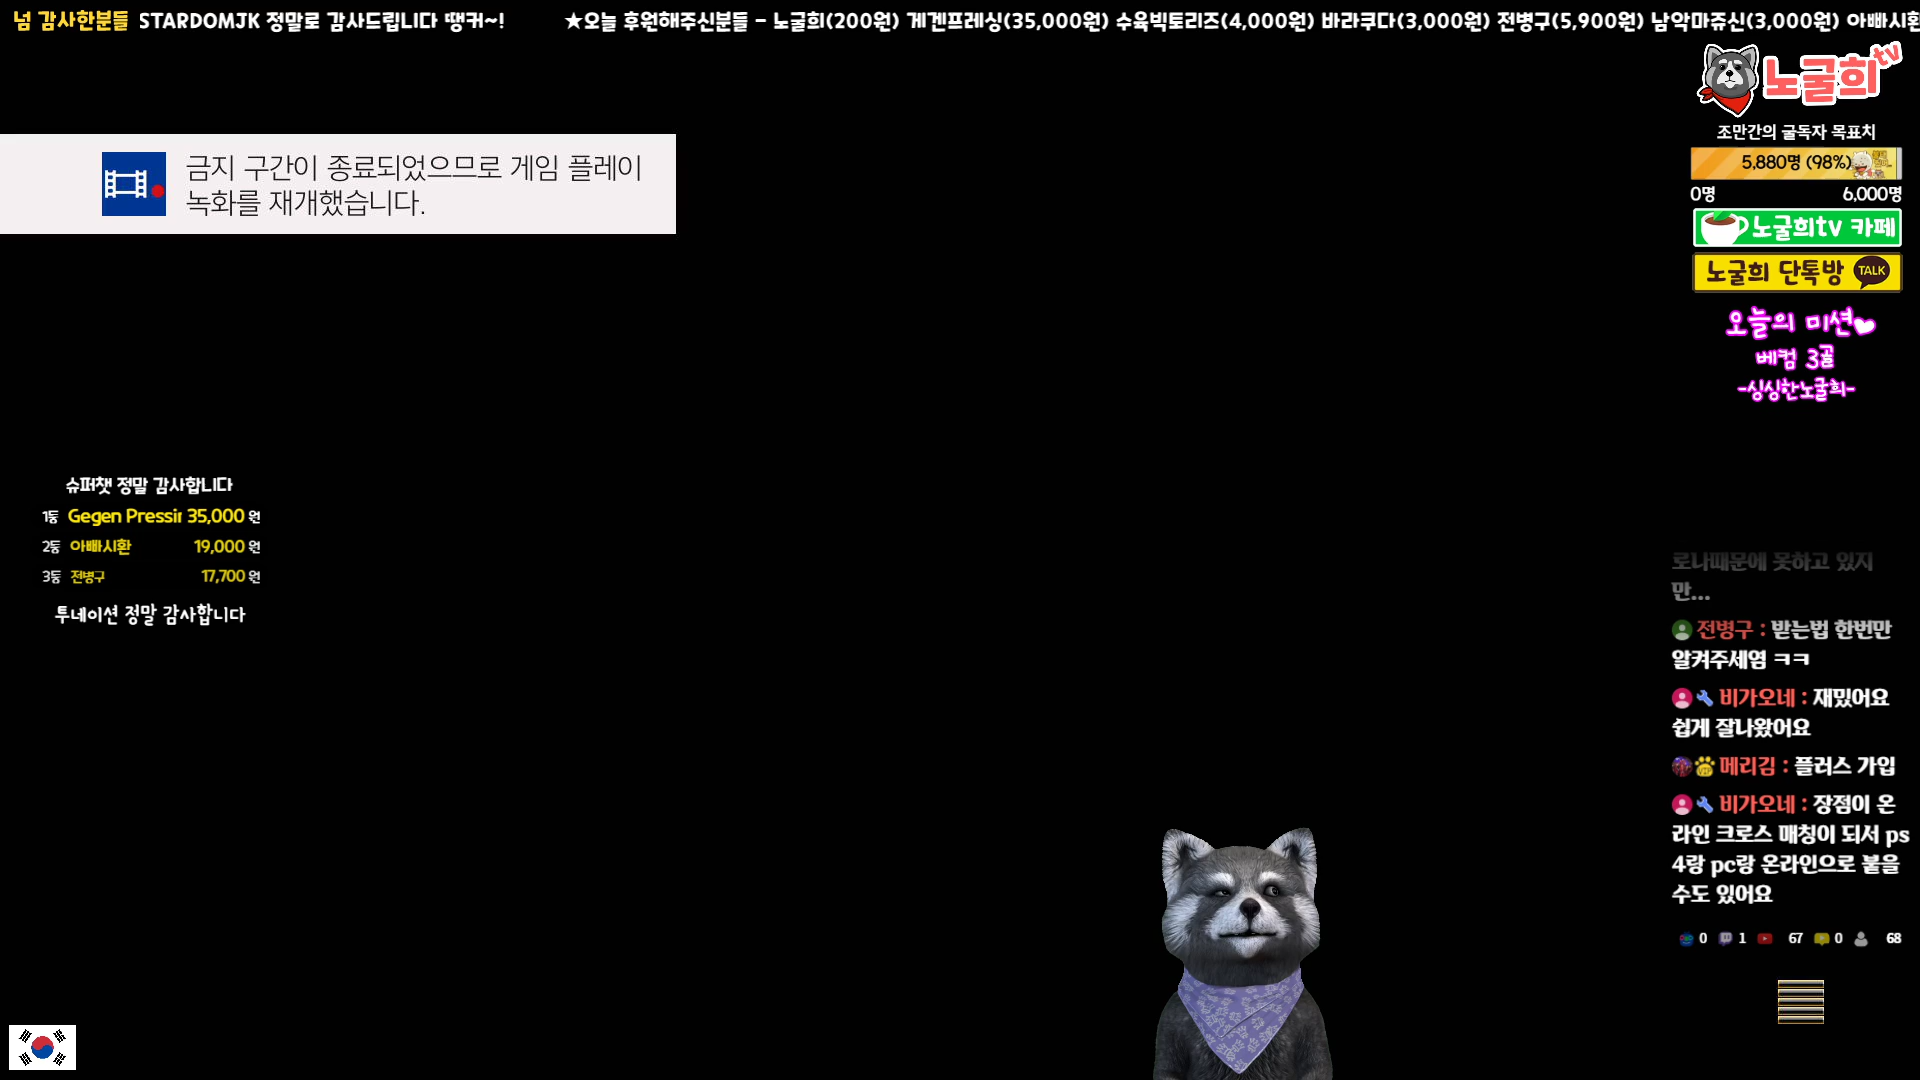 넘 감사한분들 STARDOMJK 정말로 감사드립니다 땡커~! ★오늘 후원해주신분들 - 노굴희(200원) 게겐프레싱(35,000원) 수육빅토리즈(4,000원) 바라쿠다(3,000원) 전병구(5,900원) 남악마쥬신(3,000원) 아빠시환
노굴희tv
조만간의 굴독자 목표치
5,880명 (98%)
0명 6,000명
노굴희tv 카페
노굴희 단톡방 TALK
오늘의 미션
베컴 3골
-싱싱한노굴희-
금지 구간이 종료되었으므로 게임 플레이
녹화를 재개했습니다.
슈퍼챗 정말 감사합니다
1등 Gegen Pressir 35,000 원
2등 아빠시환 19,000 원
3등 전병구 17,700 원
투네이션 정말 감사합니다
로나때문에 못하고 있지
만...
전병구 : 받는법 한번만
알켜주세염 ㅋㅋ
비가오네 : 재밌어요
쉽게 잘나왔어요
메리김 : 플러스 가입
비가오네 : 장점이 온
라인 크로스 매칭이 되서 ps
4랑 pc랑 온라인으로 붙을
수도 있어요
0 1 67 0 68